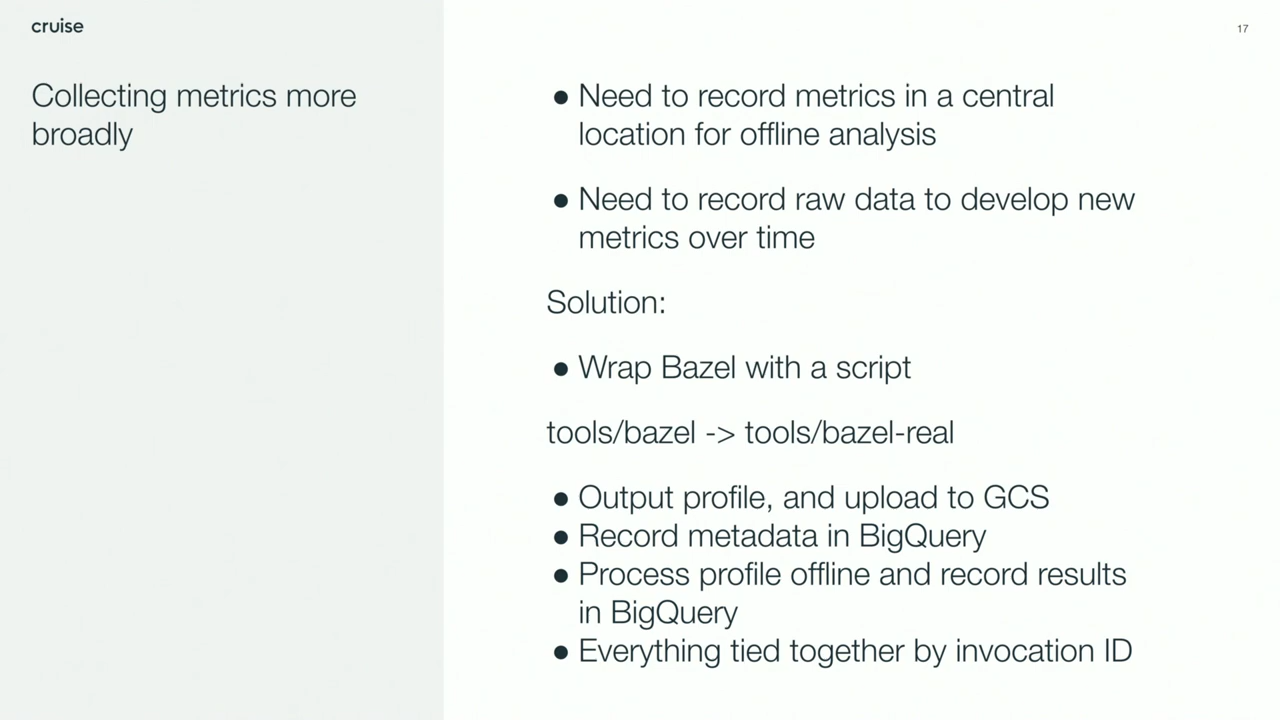 cruise
17
Collecting metrics more
broadly
● Need to record metrics in a central
location for offline analysis
● Need to record raw data to develop new
metrics over time
Solution:
● Wrap Bazel with a script
tools/bazel -> tools/bazel-real
● Output profile, and upload to GCS
● Record metadata in BigQuery
● Process profile offline and record results
in BigQuery
● Everything tied together by invocation ID